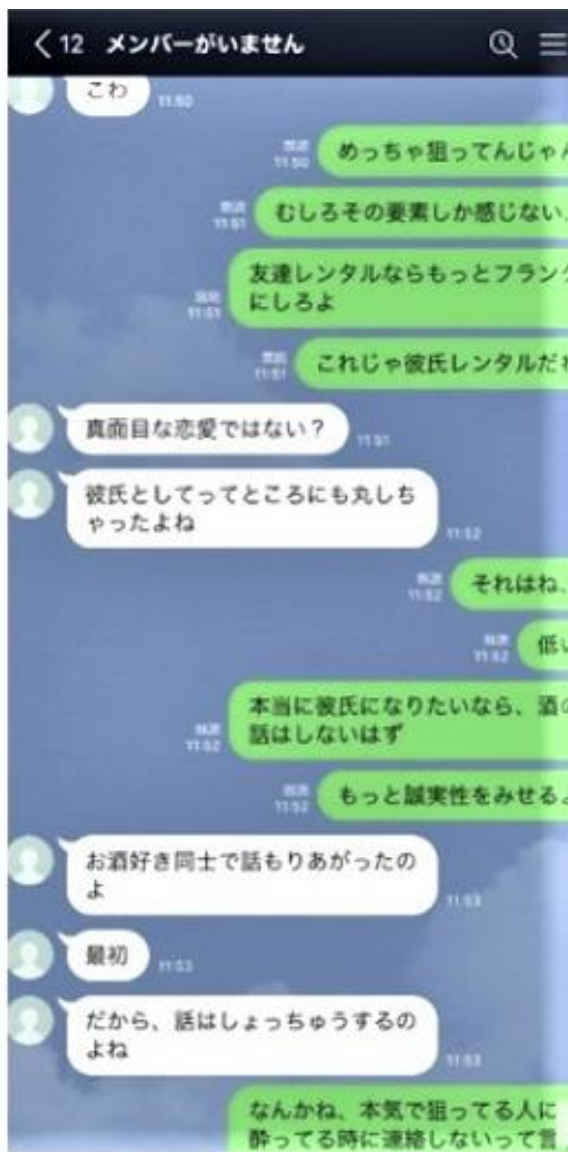 12 メンバーがいません
こわ
11:50
めっちゃ狙ってんじゃ
既読
11:50
むしろその要素しか感じない
既読
11:51
友達レンタルならもっとフラン
にしろよ
既読
11:51
これじゃ彼氏レンタルだ
既読
11:51
真面目な恋愛ではない？
11:51
彼氏としてってところにも丸しち
ゃったよね
11:52
それはね、
既読
11:52
低
既読
11:52
本当に彼氏になりたいなら、酒
話はしないはず
既読
11:52
もっと誠実性をみせる
既読
11:52
お酒好き同士で話もりあがったの
よ
11:53
最初
11:53
だから、話はしょっちゅうするの
よね
11:53
なんかね、本気で狙ってる人に
酔ってる時に連絡しないって言